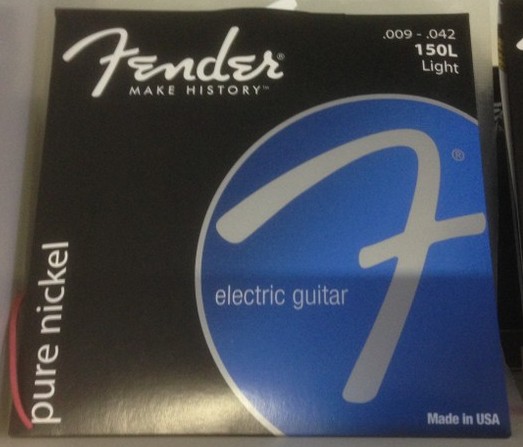 Fender®
MAKE HISTORY™
.009 - .042
150L
Light
F®
electric guitar
pure nickel
Made in USA